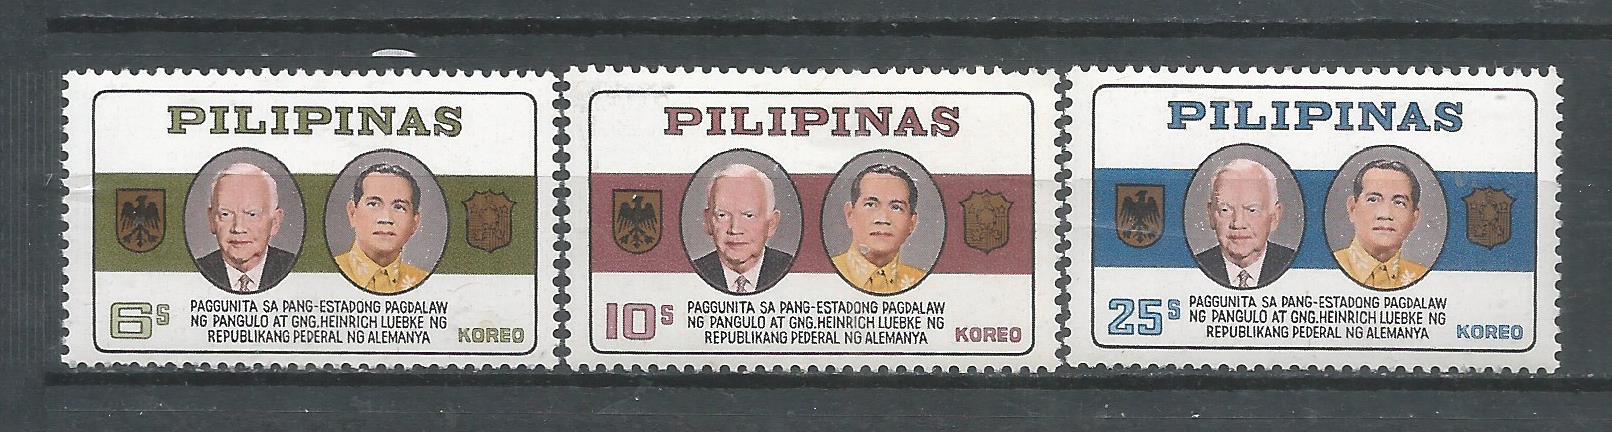 PILIPINAS
6s
PAGGUNITA SA PANG-ESTADONG PAGDALAW
NG PANGULO AT GNG. HEINRICH LUEBKE NG
REPUBLIKANG PEDERAL NG ALEMANYA
KOREO
PILIPINAS
10s
PAGGUNITA SA PANG-ESTADONG PAGDALAW
NG PANGULO AT GNG. HEINRICH LUEBKE NG
REPUBLIKANG PEDERAL NG ALEMANYA
KOREO
PILIPINAS
25s
PAGGUNITA SA PANG-ESTADONG PAGDALAW
NG PANGULO AT GNG. HEINRICH LUEBKE NG
REPUBLIKANG PEDERAL NG ALEMANYA
KOREO